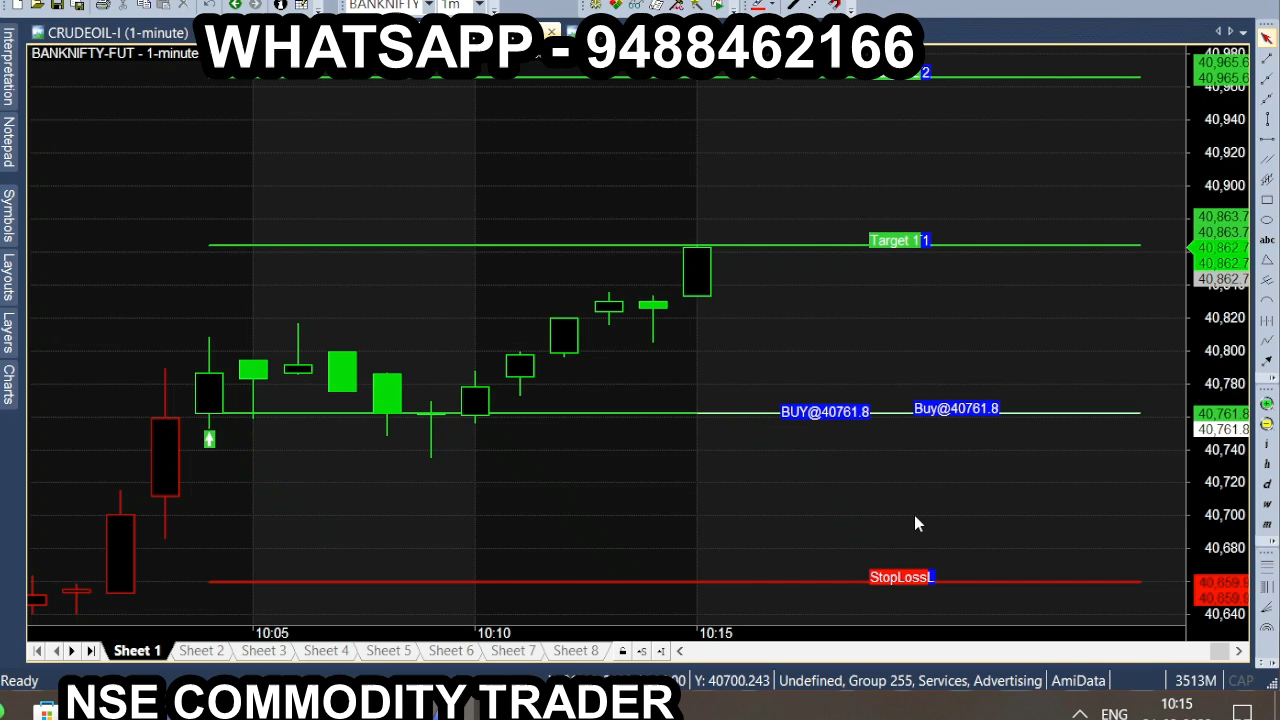 BANKNIFTY
1m
CRUDEOIL-I (1-minute)
WHATSAPP - 9488462166
BANKNIFTY-FUT - 1-minute
Interpretation
Notepad
Symbols
Layouts
Layers
Charts
2
40,965.6
40,965.6
40,940
40,920
40,900
40,863.7
40,863.7
Target 1
40,862.7
40,862.7
40,862.7
40,820
40,800
40,780
BUY@40761.8
Buy@40761.8
40,761.8
40,761.8
40,740
40,720
40,700
40,680
StopLoss
40,640
10:05
10:10
10:15
Sheet 1
Sheet 2
Sheet 3
Sheet 4
Sheet 5
Sheet 6
Sheet 7
Sheet 8
Ready
Y: 40700.243
Undefined, Group 255, Services, Advertising
AmiData
3513M
CAP
NSE COMMODITY TRADER
ENG
10:15